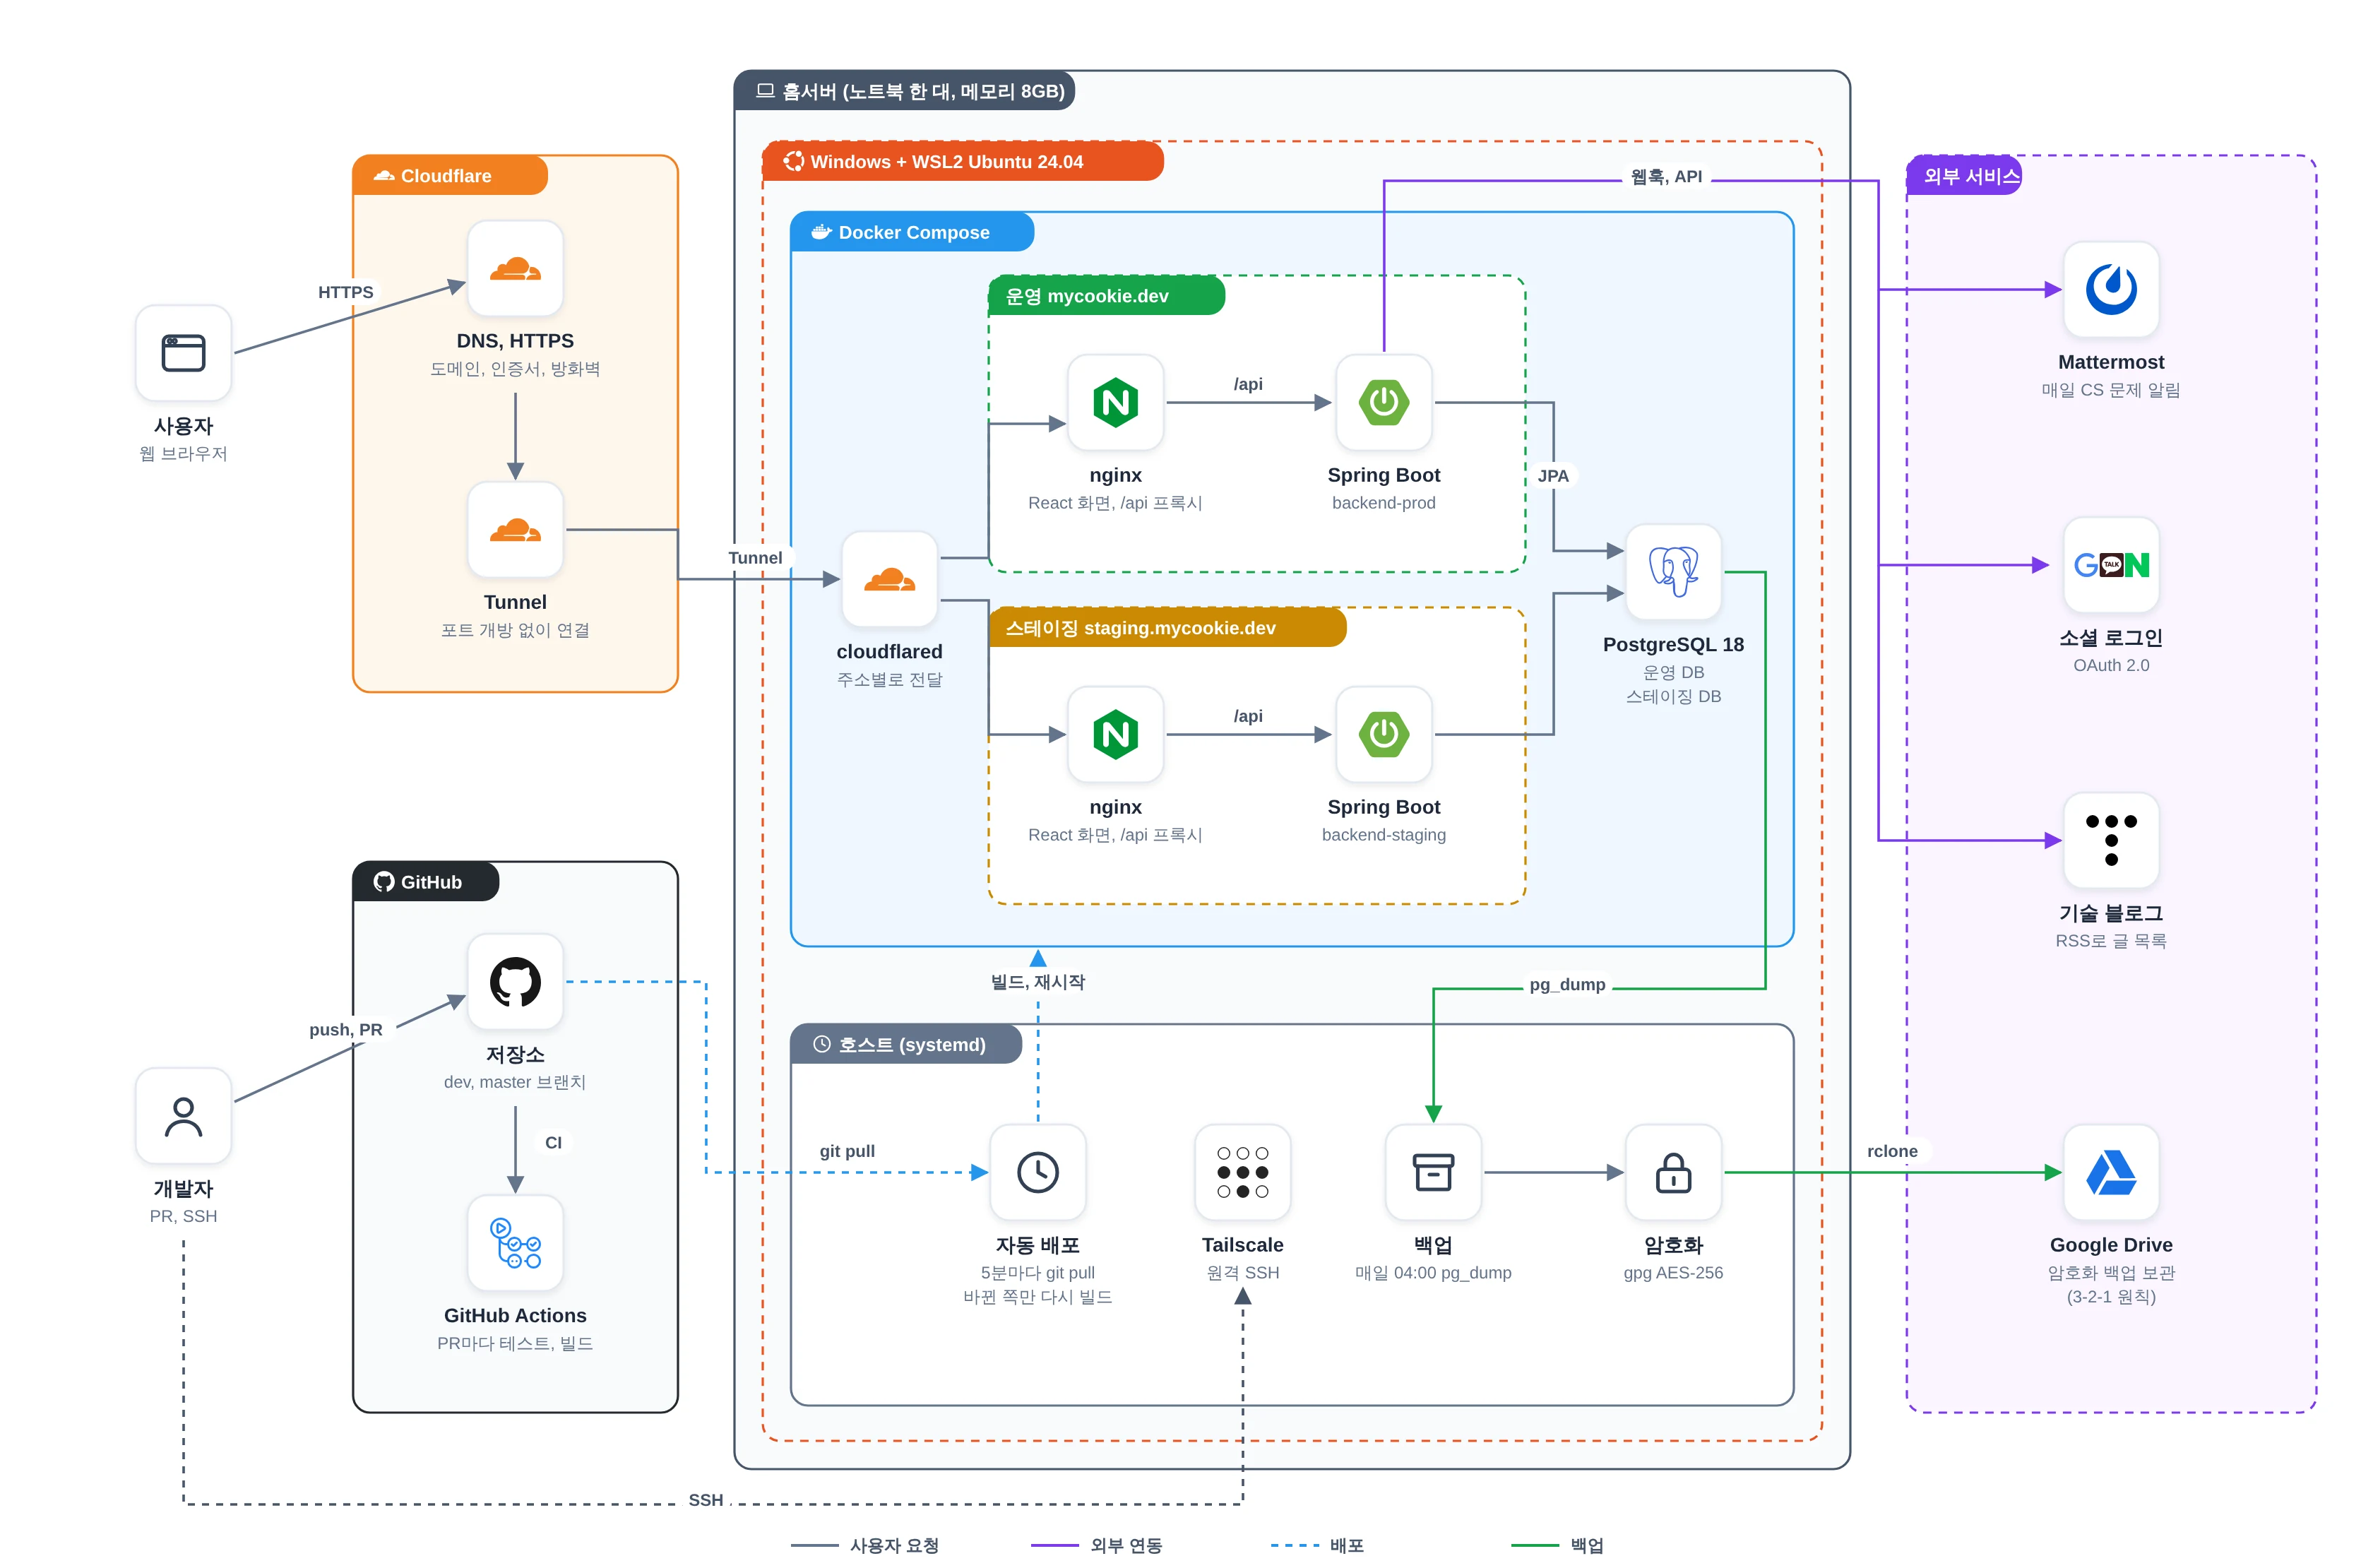 홈서버 (노트북 한 대, 메모리 8GB)
Windows + WSL2 Ubuntu 24.04
웹훅, API
외부 서비스
Cloudflare
Docker Compose
HTTPS
DNS, HTTPS
도메인, 인증서, 방화벽
사용자
웹 브라우저
Tunnel
포트 개방 없이 연결
Tunnel
cloudflared
주소별로 전달
운영 mycookie.dev
nginx
React 화면, /api 프록시
/api
Spring Boot
backend-prod
JPA
스테이징 staging.mycookie.dev
nginx
React 화면, /api 프록시
/api
Spring Boot
backend-staging
PostgreSQL 18
운영 DB
스테이징 DB
Mattermost
매일 CS 문제 알림
G
TALK
N
소셜 로그인
OAuth 2.0
기술 블로그
RSS로 글 목록
GitHub
push, PR
저장소
dev, master 브랜치
CI
GitHub Actions
PR마다 테스트, 빌드
개발자
PR, SSH
빌드, 재시작
pg_dump
호스트 (systemd)
git pull
자동 배포
5분마다 git pull
바뀐 쪽만 다시 빌드
Tailscale
원격 SSH
백업
매일 04:00 pg_dump
암호화
gpg AES-256
rclone
Google Drive
암호화 백업 보관
(3-2-1 원칙)
SSH
사용자 요청
외부 연동
배포
백업